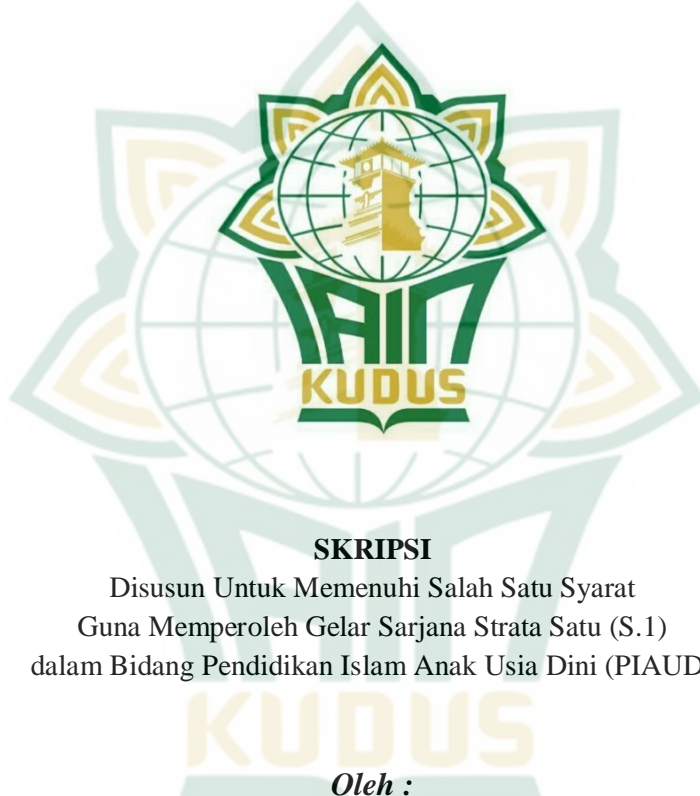 IAIN
KUDUS
SKRIPSI
Disusun Untuk Memenuhi Salah Satu Syarat
Guna Memperoleh Gelar Sarjana Strata Satu (S.1)
dalam Bidang Pendidikan Islam Anak Usia Dini (PIAUD
KUDUS
Oleh :